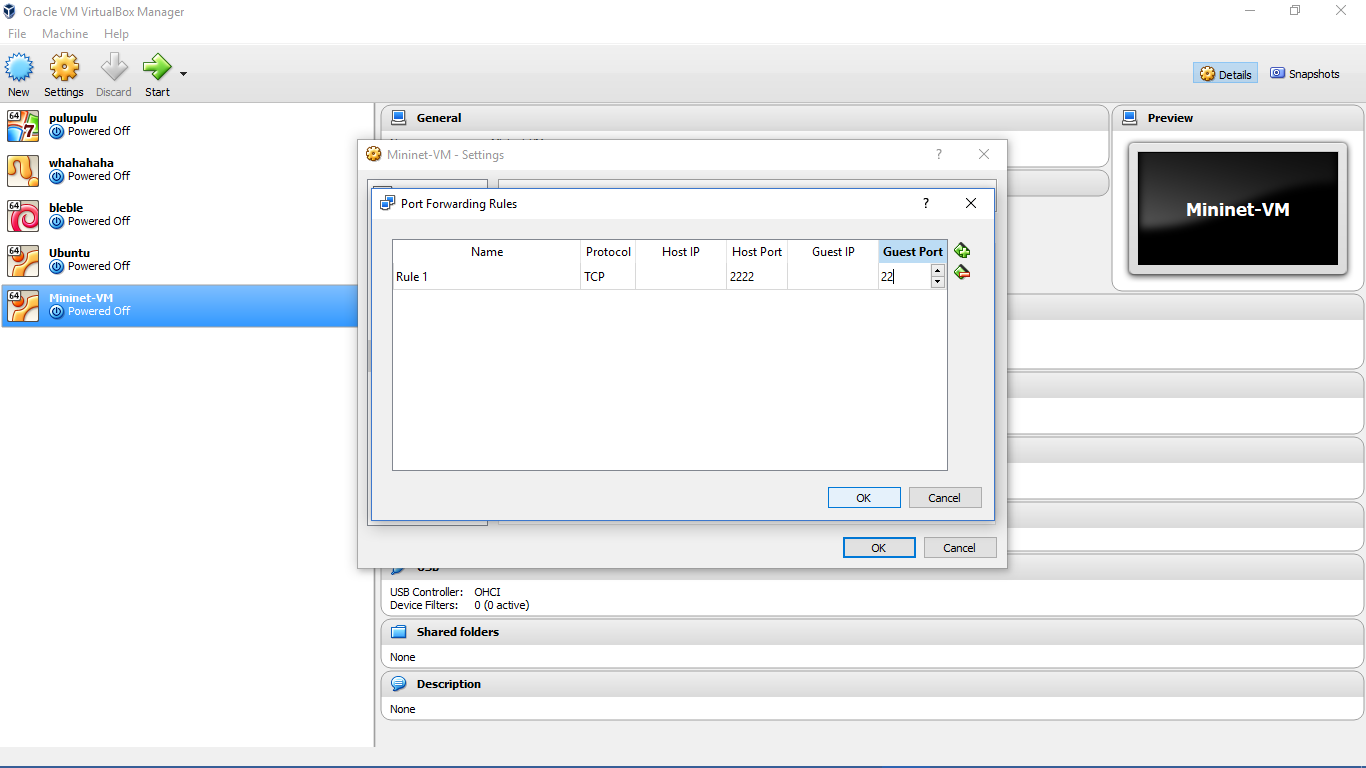 Oracle VM VirtualBox Manager
File Machine Help
New Settings Discard Start
Details Snapshots
64 pulupulu
Powered Off
whahahaha
Powered Off
64 bleble
Powered Off
64 Ubuntu
Powered Off
64 Mininet-VM
Powered Off
General
Preview
Mininet-VM
Mininet-VM - Settings
?
Port Forwarding Rules
?
Name Protocol Host IP Host Port Guest IP Guest Port
Rule 1 TCP 2222 22
OK Cancel
OK Cancel
USB
USB Controller: OHCI
Device Filters: 0 (0 active)
Shared folders
None
Description
None